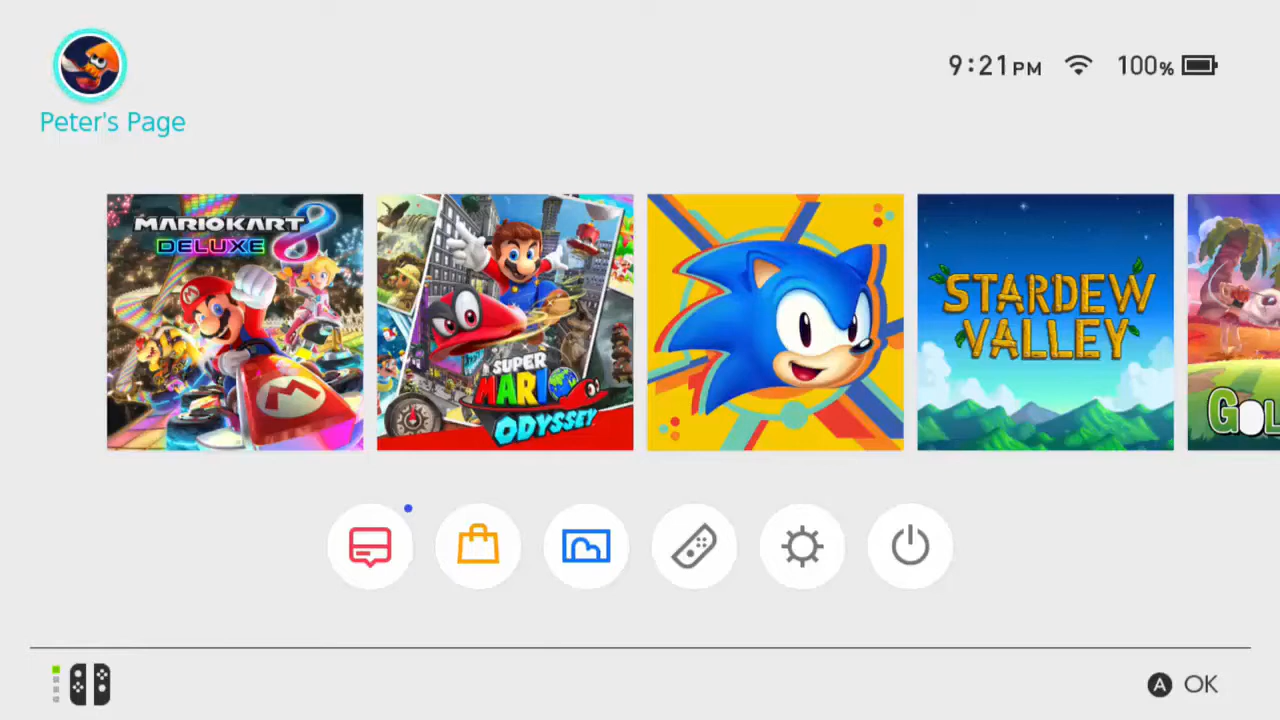 9:21PM 100%
Peter's Page
MARIOKART 8
DELUXE
M
M
SUPER
MARIO
ODYSSEY
STARDEW
VALLEY
A OK